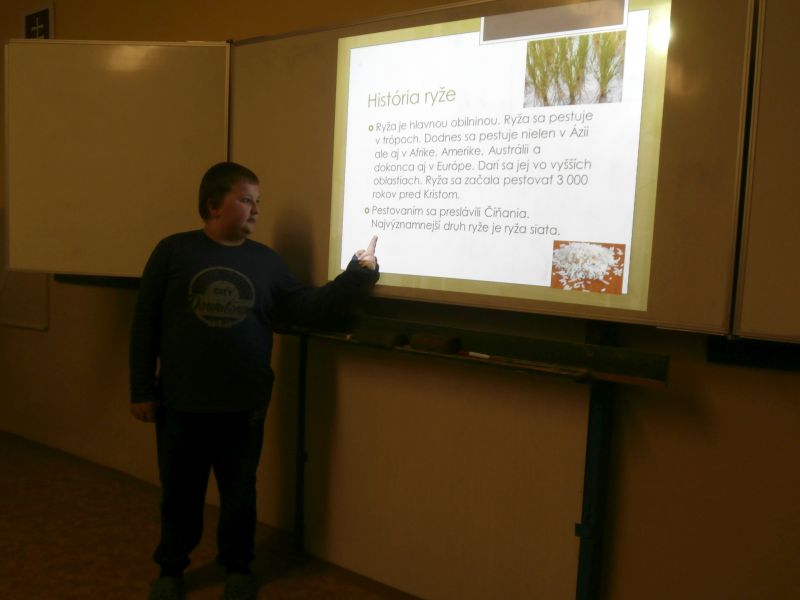 História ryže
Ryža je hlavnou obilninou. Ryža sa pestuje
v trópoch. Dodnes sa pestuje nielen v Ázii
ale aj v Afrike, Amerike, Austrálii a
dokonca aj v Európe. Darí sa jej vo vyšších
oblastiach. Ryža sa začala pestovať 3 000
rokov pred Kristom.
Pestovaním sa preslávili Číňania.
Najvýznamnejší druh ryže je ryža siata.
CITY
Downtown